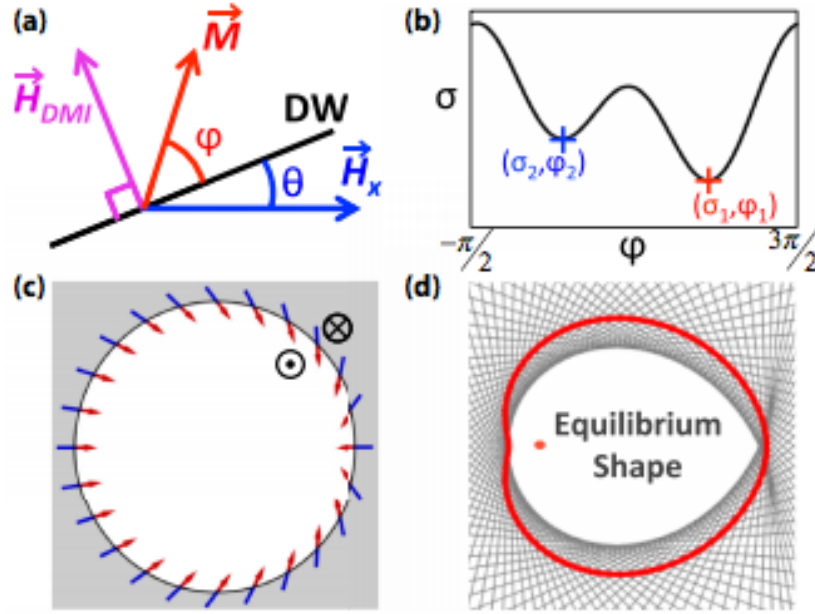 (a)
M
H_DMI
DW
φ
θ
H_x
(b)
σ
(σ₂,φ₂)
(σ₁,φ₁)
-π/2
φ
3π/2
(c)
(d)
Equilibrium
Shape